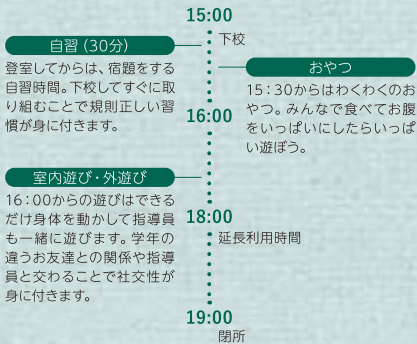 15:00
下校
自習（30分）
登室してからは、宿題をする
自習時間。下校してすぐに取
り組むことで規則正しい習
慣が身に付きます。
おやつ
15：30からはわくわくのお
やつ。みんなで食べてお腹
をいっぱいにしたらいっぱ
い遊ぼう。
16:00
室内遊び・外遊び
16：00からの遊びはできる
だけ身体を動かして指導員
も一緒に遊びます。学年の
違うお友達との関係や指導
員と交わることで社交性が
身に付きます。
18:00
延長利用時間
19:00
閉所